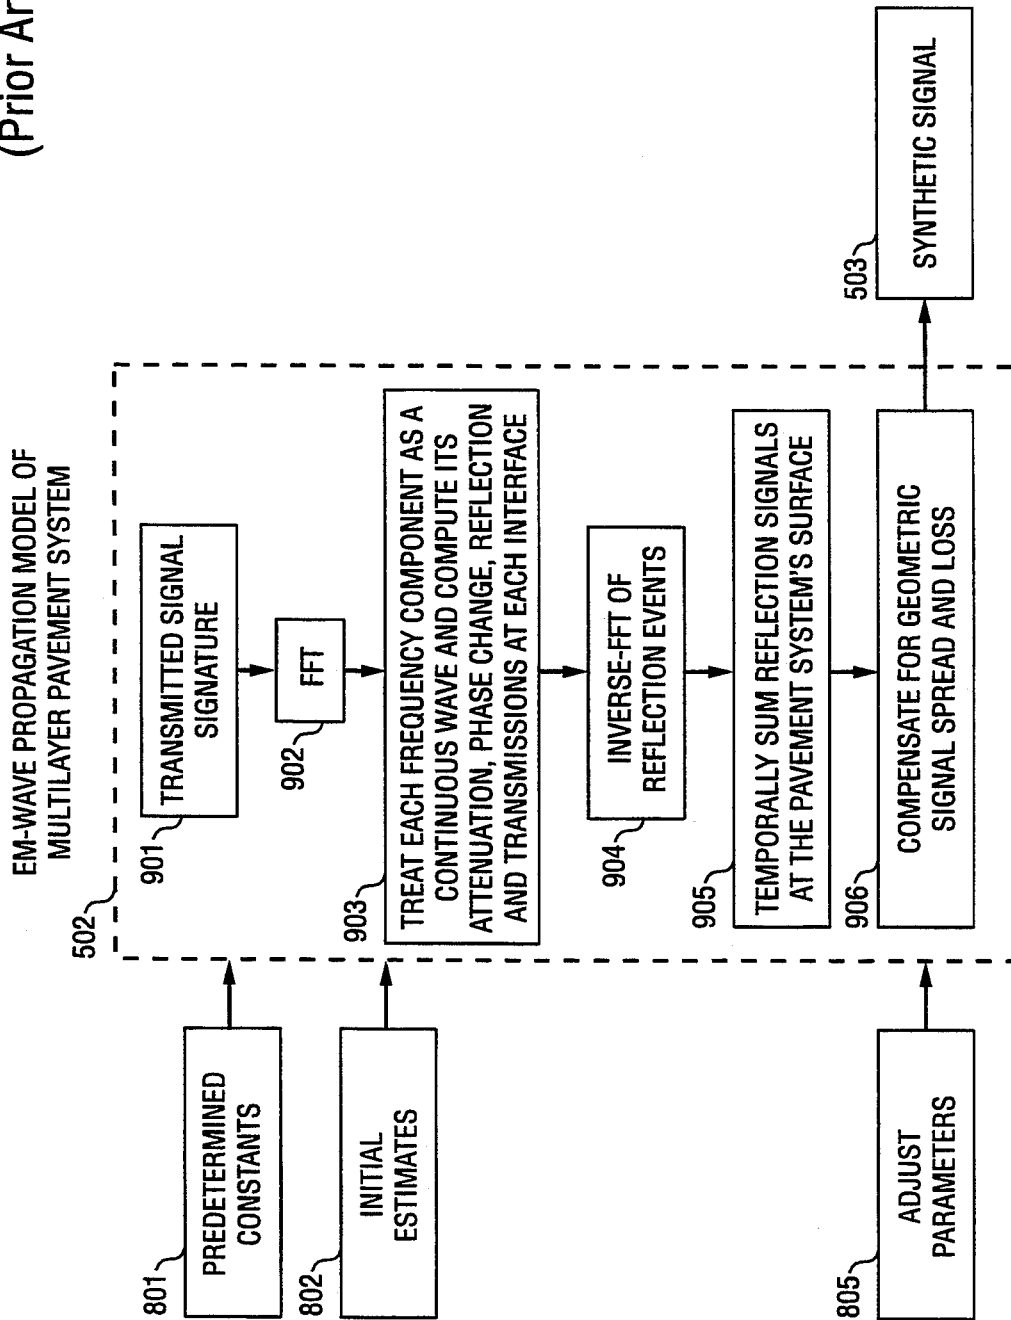 (Prior Ar
EM-WAVE PROPAGATION MODEL OF
MULTILAYER PAVEMENT SYSTEM
502
801
PREDETERMINED
CONSTANTS
802
INITIAL
ESTIMATES
805
ADJUST
PARAMETERS
901
TRANSMITTED SIGNAL
SIGNATURE
902
FFT
903
TREAT EACH FREQUENCY COMPONENT AS A
CONTINUOUS WAVE AND COMPUTE ITS
ATTENUATION, PHASE CHANGE, REFLECTION
AND TRANSMISSIONS AT EACH INTERFACE
904
INVERSE-FFT OF
REFLECTION EVENTS
905
TEMPORALLY SUM REFLECTION SIGNALS
AT THE PAVEMENT SYSTEM'S SURFACE
906
COMPENSATE FOR GEOMETRIC
SIGNAL SPREAD AND LOSS
503
SYNTHETIC SIGNAL